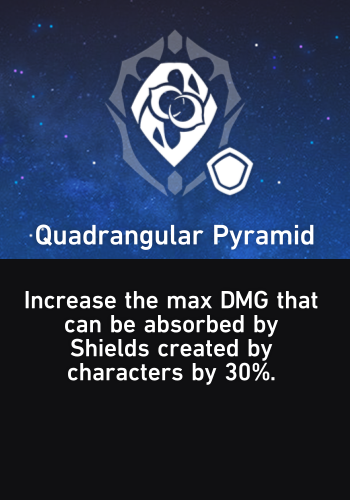 Quadrangular Pyramid
Increase the max DMG that
can be absorbed by
Shields created by
characters by 30%.